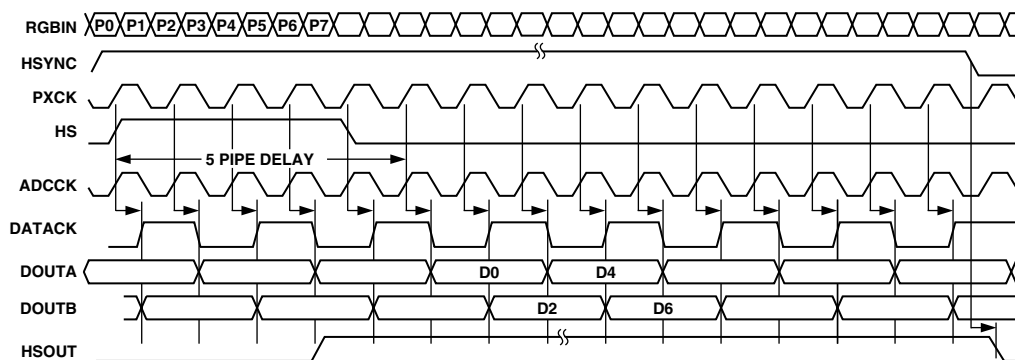 RGBIN P0 P1 P2 P3 P4 P5 P6 P7
HSYNC
PXCK
HS
5 PIPE DELAY
ADCCK
DATACK
DOUTA D0 D4
DOUTB D2 D6
HSOUT